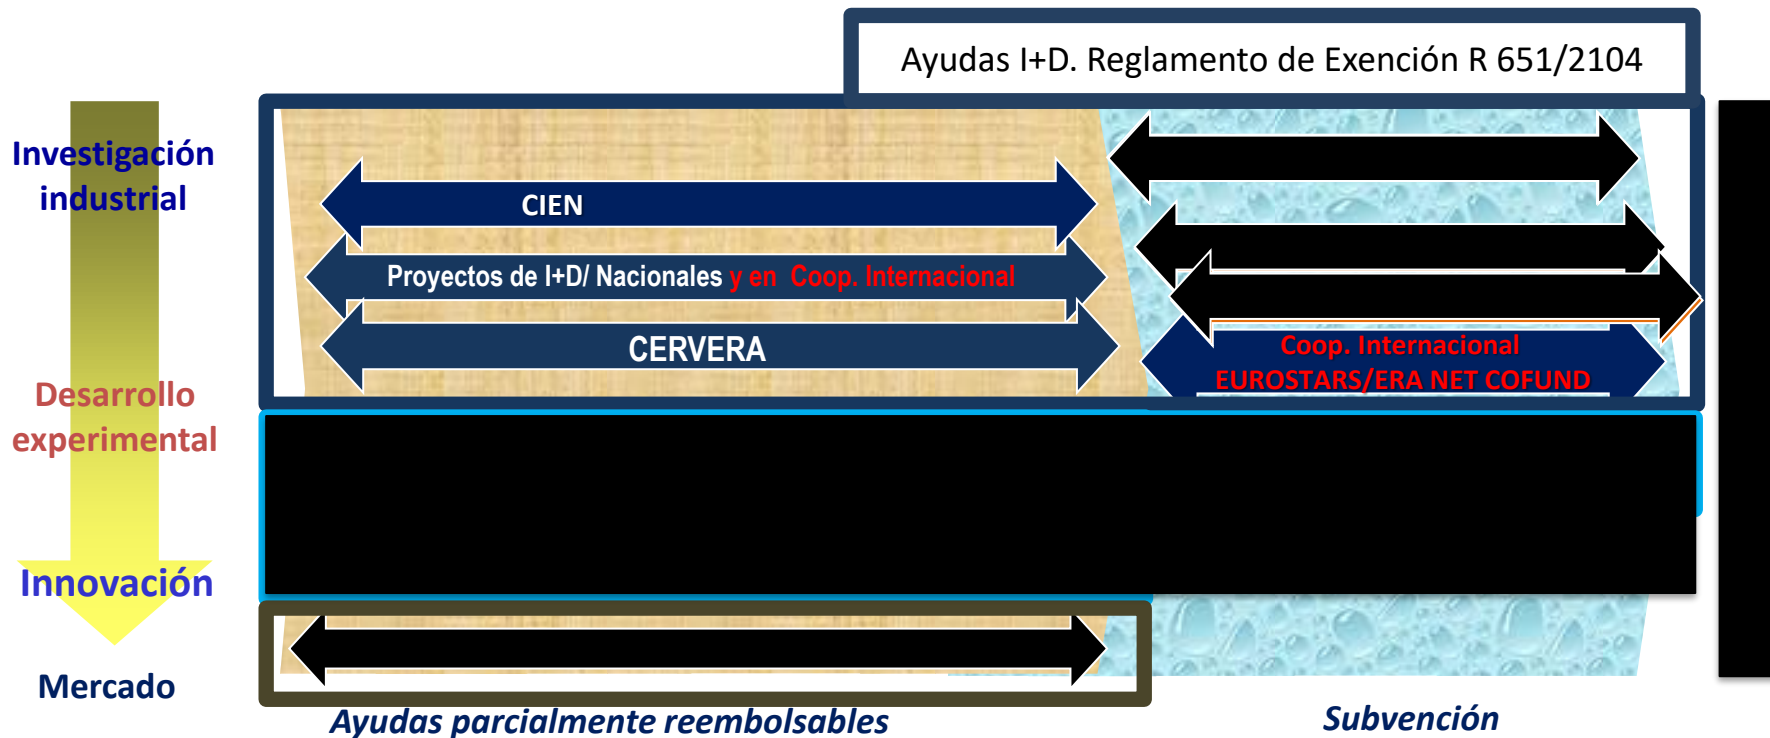 Ayudas I+D. Reglamento de Exención R 651/2104
Investigación
industrial
CIEN
Proyectos de I+D/ Nacionales y en Coop. Internacional
CERVERA
Coop. Internacional
EUROSTARS/ERA NET COFUND
Desarrollo
experimental
Innovación
Mercado
Ayudas parcialmente reembolsables
Subvención